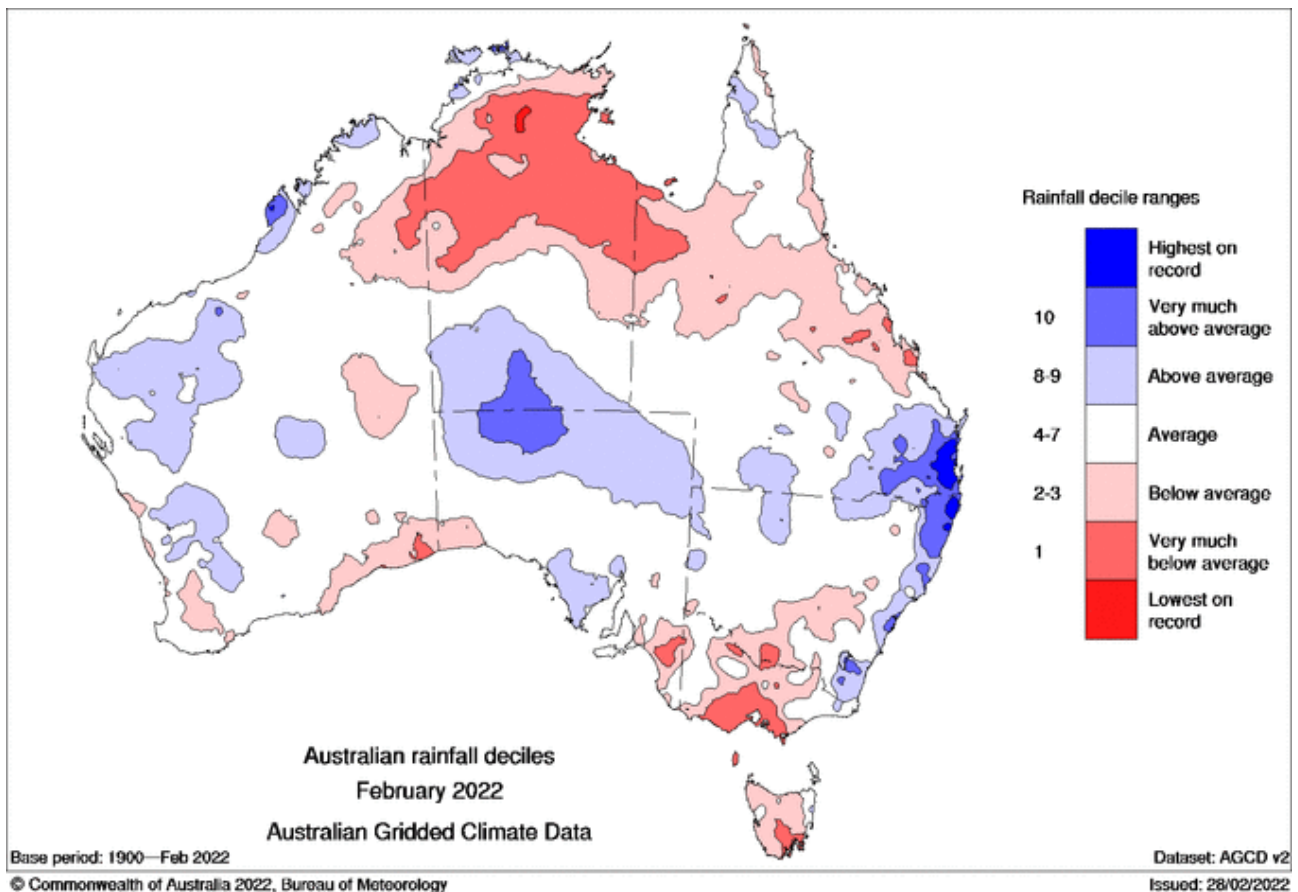 Rainfall decile ranges
Highest on
record
10
Very much
above average
8-9
Above average
4-7
Average
2-3
Below average
1
Very much
below average
Lowest on
record
Australian rainfall deciles
February 2022
Australian Gridded Climate Data
Base period: 1900—Feb 2022
Dataset: AGCD v2
© Commonwealth of Australia 2022, Bureau of Meteorology
Issued: 28/02/2022